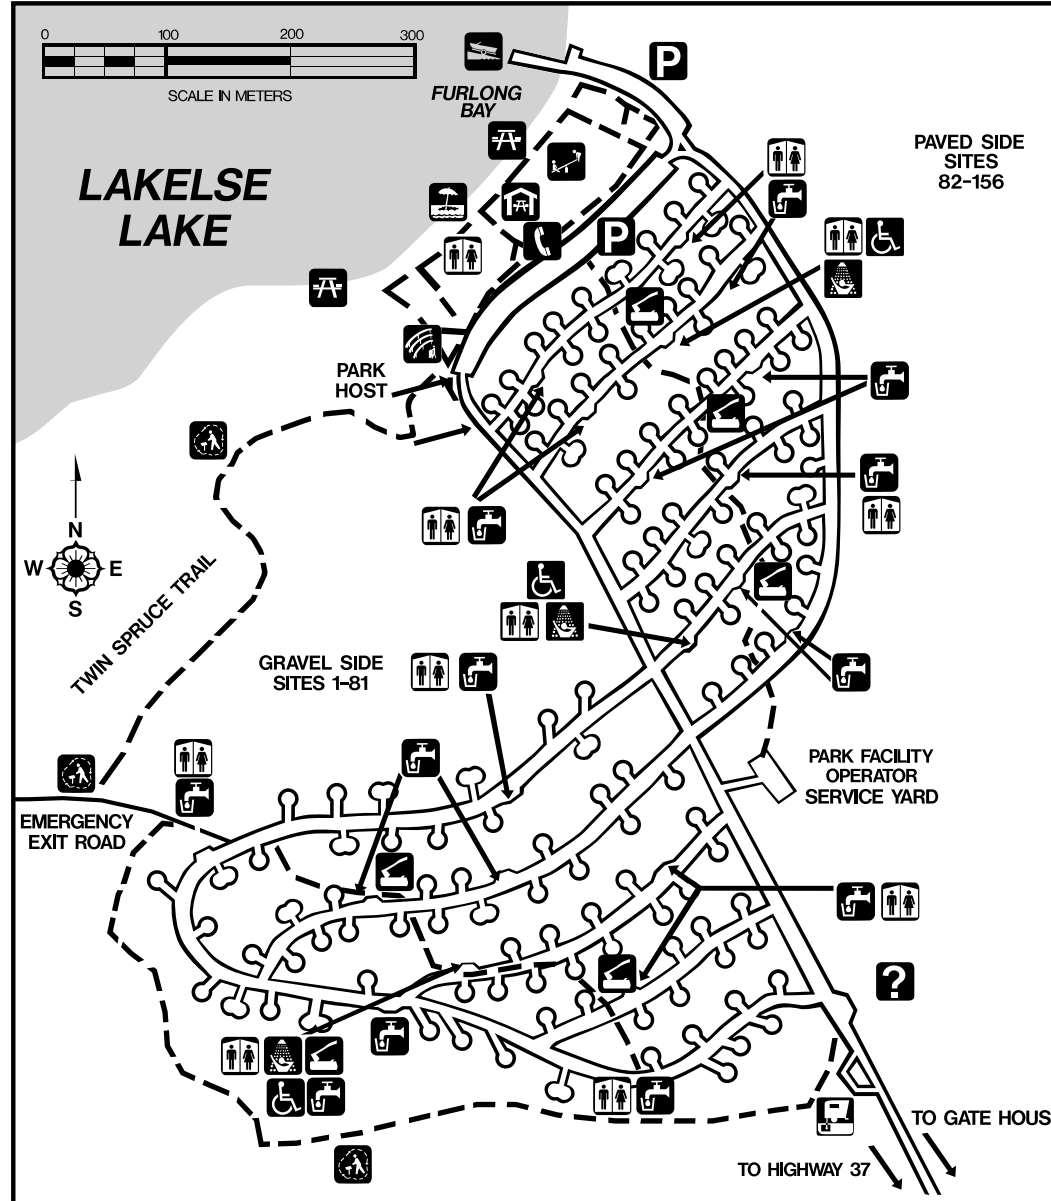 0 100 200 300
SCALE IN METERS
FURLONG
BAY
P
PAVED SIDE
SITES
82-156
LAKELSE
LAKE
P
PARK
HOST
N
W E
S
TWIN SPRUCE TRAIL
GRAVEL SIDE
SITES 1-81
PARK FACILITY
OPERATOR
SERVICE YARD
EMERGENCY
EXIT ROAD
?
TO GATE HOUS
TO HIGHWAY 37